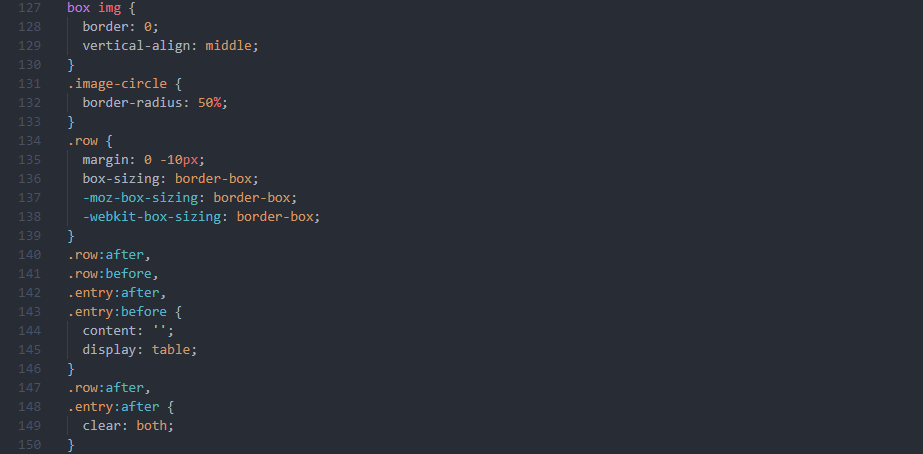 127 box img {
128 border: 0;
129 vertical-align: middle;
130 }
131 .image-circle {
132 border-radius: 50%;
133 }
134 .row {
135 margin: 0 -10px;
136 box-sizing: border-box;
137 -moz-box-sizing: border-box;
138 -webkit-box-sizing: border-box;
139 }
140 .row:after,
141 .row:before,
142 .entry:after,
143 .entry:before {
144 content: '';
145 display: table;
146 }
147 .row:after,
148 .entry:after {
149 clear: both;
150 }